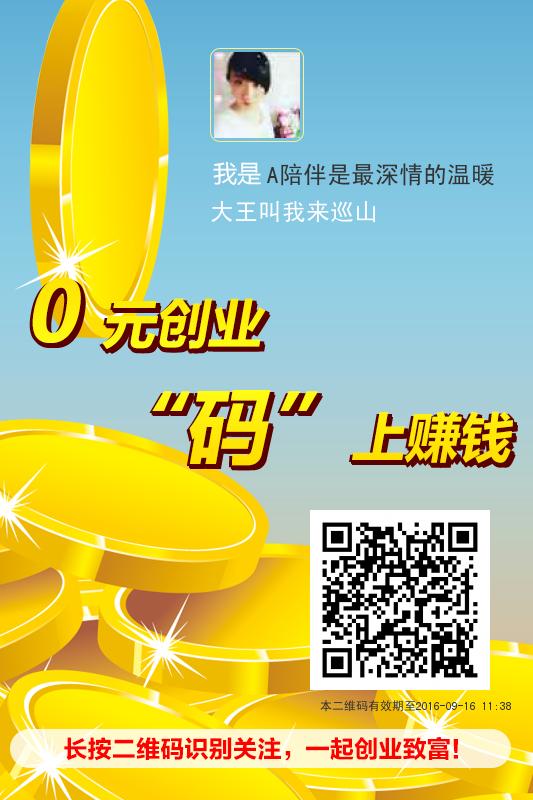 我是 A陪伴是最深情的温暖
大王叫我来巡山
0 元创业
“码” 上赚钱
本二维码有效期至2016-09-16 11:38
长按二维码识别关注，一起创业致富!